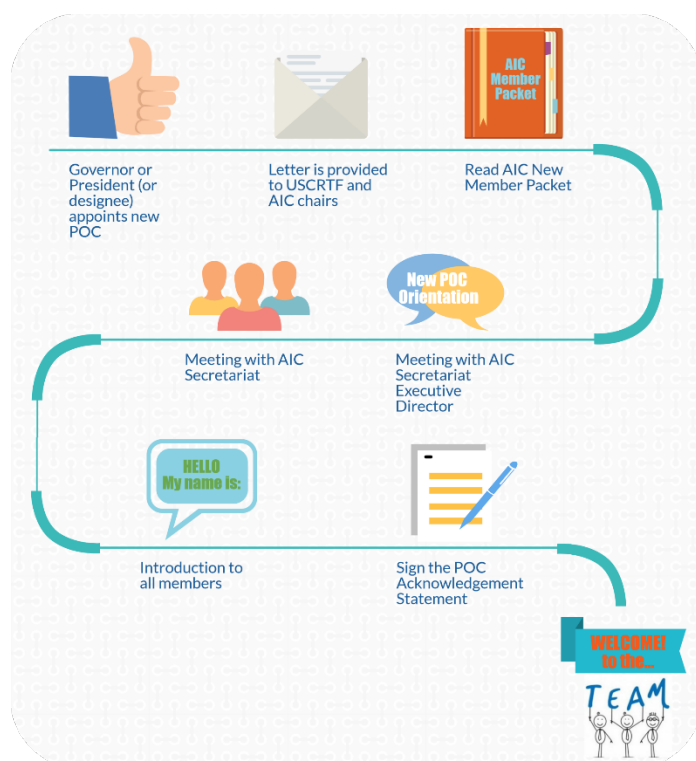 AIC
Member
Packet
Governor or
President (or
designee)
appoints new
POC
Letter is provided
to USCRTF and
AIC chairs
Read AIC New
Member Packet
New POC
Orientation
Meeting with AIC
Secretariat
Meeting with AIC
Secretariat
Executive
Director
HELLO
My name is:
Introduction to
all members
Sign the POC
Acknowledgement
Statement
WELCOME!
to the...
TEAM